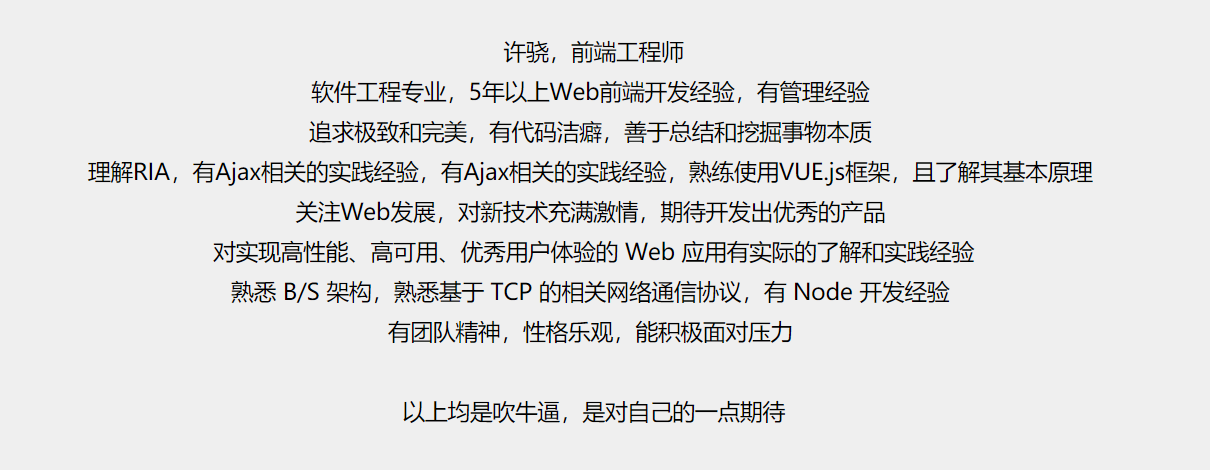 许骁，前端工程师
软件工程专业，5年以上Web前端开发经验，有管理经验
追求极致和完美，有代码洁癖，善于总结和挖掘事物本质
理解RIA，有Ajax相关的实践经验，有Ajax相关的实践经验，熟练使用VUE.js框架，且了解其基本原理
关注Web发展，对新技术充满激情，期待开发出优秀的产品
对实现高性能、高可用、优秀用户体验的 Web 应用有实际的了解和实践经验
熟悉 B/S 架构，熟悉基于 TCP 的相关网络通信协议，有 Node 开发经验
有团队精神，性格乐观，能积极面对压力
以上均是吹牛逼，是对自己的一点期待